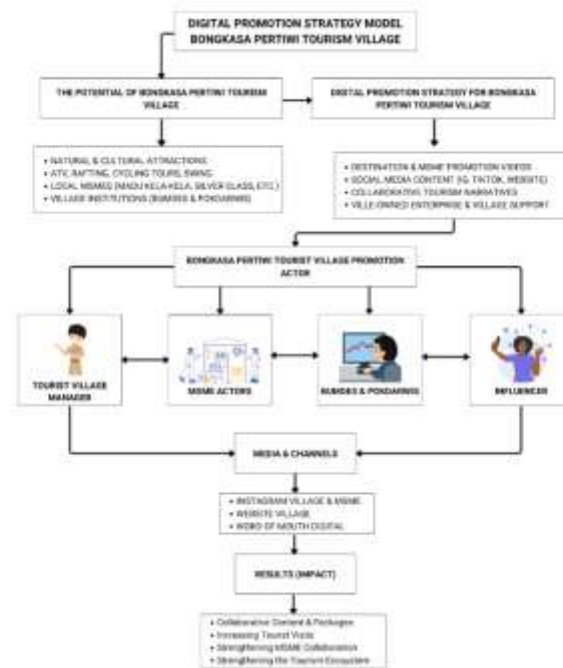 DIGITAL PROMOTION STRATEGY MODEL
BONGKASA PERTIWI TOURISM VILLAGE
THE POTENTIAL OF BONGKASA PERTIWI TOURISM
VILLAGE
DIGITAL PROMOTION STRATEGY FOR BONGKASA
PERTIWI TOURISM VILLAGE
• NATURAL & CULTURAL ATTRACTIONS
• ATV, RAFTING, CYCLING TOURS, SWING
• LOCAL MSMES (MADU KELA-KELA, SILVER CLASS, ETC.)
• VILLAGE INSTITUTIONS (BUMDES & POKDARWIS)
• DESTINATION & MSME PROMOTION VIDEOS
• SOCIAL MEDIA CONTENT (IG, TIKTOK, WEBSITE)
• COLLABORATIVE TOURISM NARRATIVES
• VILLE-OWNED ENTERPRISE & VILLAGE SUPPORT
BONGKASA PERTIWI TOURIST VILLAGE PROMOTION
ACTOR
TOURIST VILLAGE
MANAGER
MSME ACTORS
BUMDES & POKDARWIS
INFLUENCER
MEDIA & CHANNELS
• INSTAGRAM VILLAGE & MSME
• WEBSITE VILLAGE
• WORD OF MOUTH DIGITAL
RESULTS (IMPACT)
• Collaborative Content & Packages
• Increasing Tourist Visits
• Strengthening MSME Collaboration
• Strengthening the Tourism Ecosystem